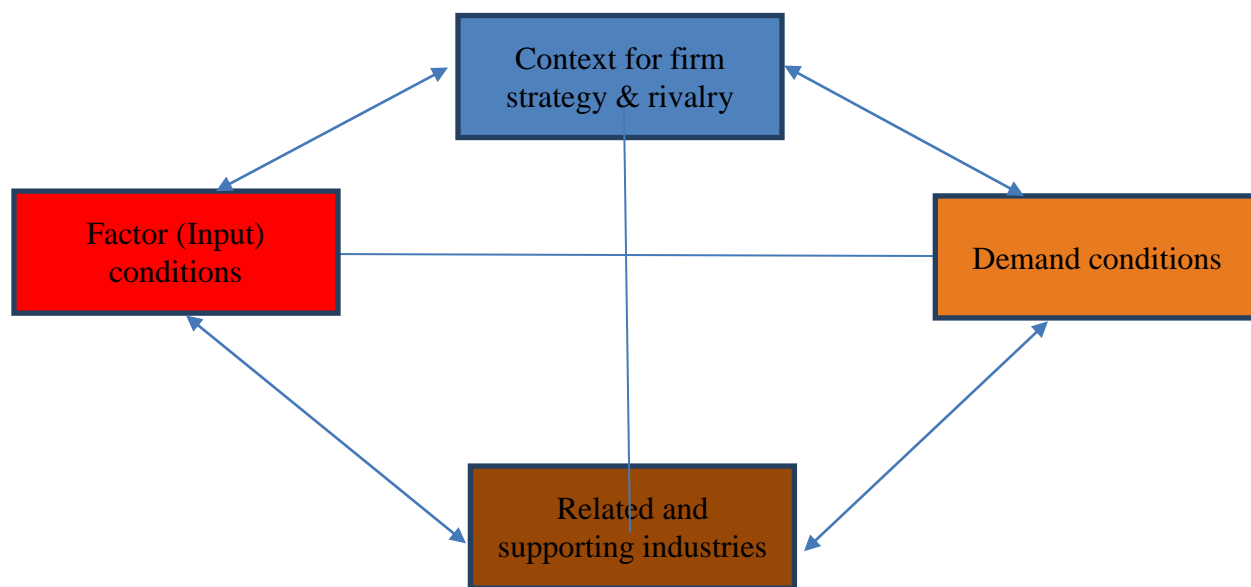 Context for firm
strategy & rivalry
Factor (Input)
conditions
Demand conditions
Related and
supporting industries